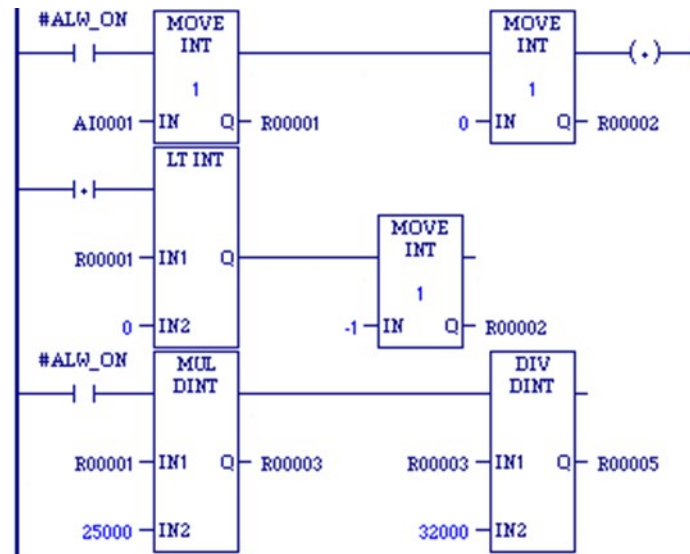 #ALW_ON MOVE INT MOVE INT
1 1
AI0001 IN Q R00001 0 IN Q R00002
LT INT
MOVE INT
R00001 IN1 Q
1
0 IN2 -1 IN Q R00002
#ALW_ON MUL DINT DIV DINT
R00001 IN1 Q R00003 R00003 IN1 Q R00005
25000 IN2 32000 IN2